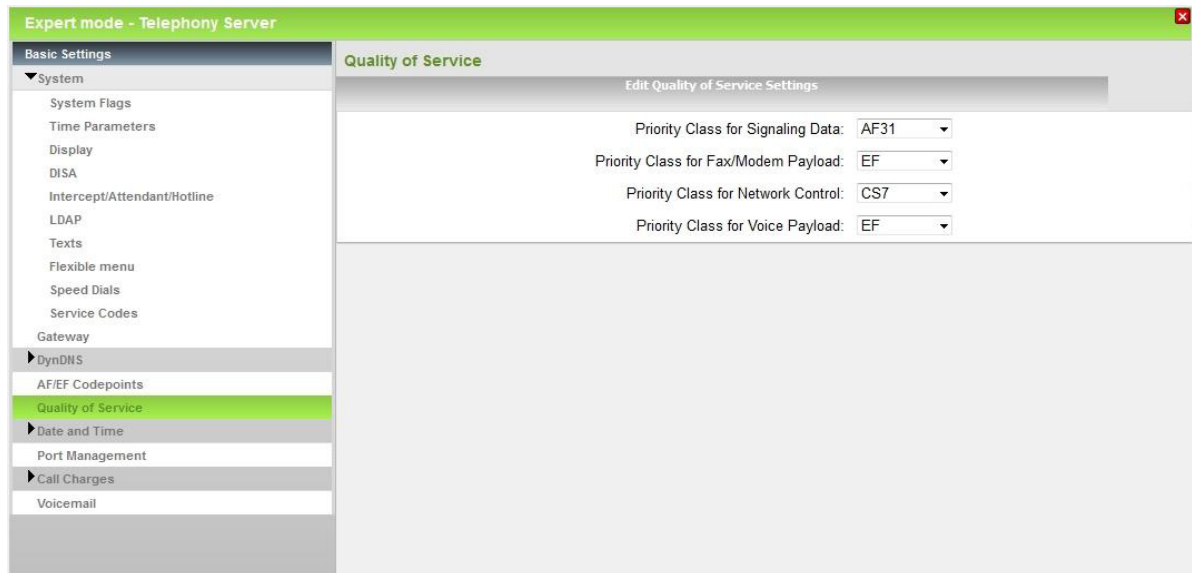 Expert mode - Telephony Server
Basic Settings
System
System Flags
Time Parameters
Display
DISA
Intercept/Attendant/Hotline
LDAP
Texts
Flexible menu
Speed Dials
Service Codes
Gateway
DynDNS
AF/EF Codepoints
Quality of Service
Date and Time
Port Management
Call Charges
Voicemail
Quality of Service
Edit Quality of Service Settings
Priority Class for Signaling Data: AF31
Priority Class for Fax/Modem Payload: EF
Priority Class for Network Control: CS7
Priority Class for Voice Payload: EF